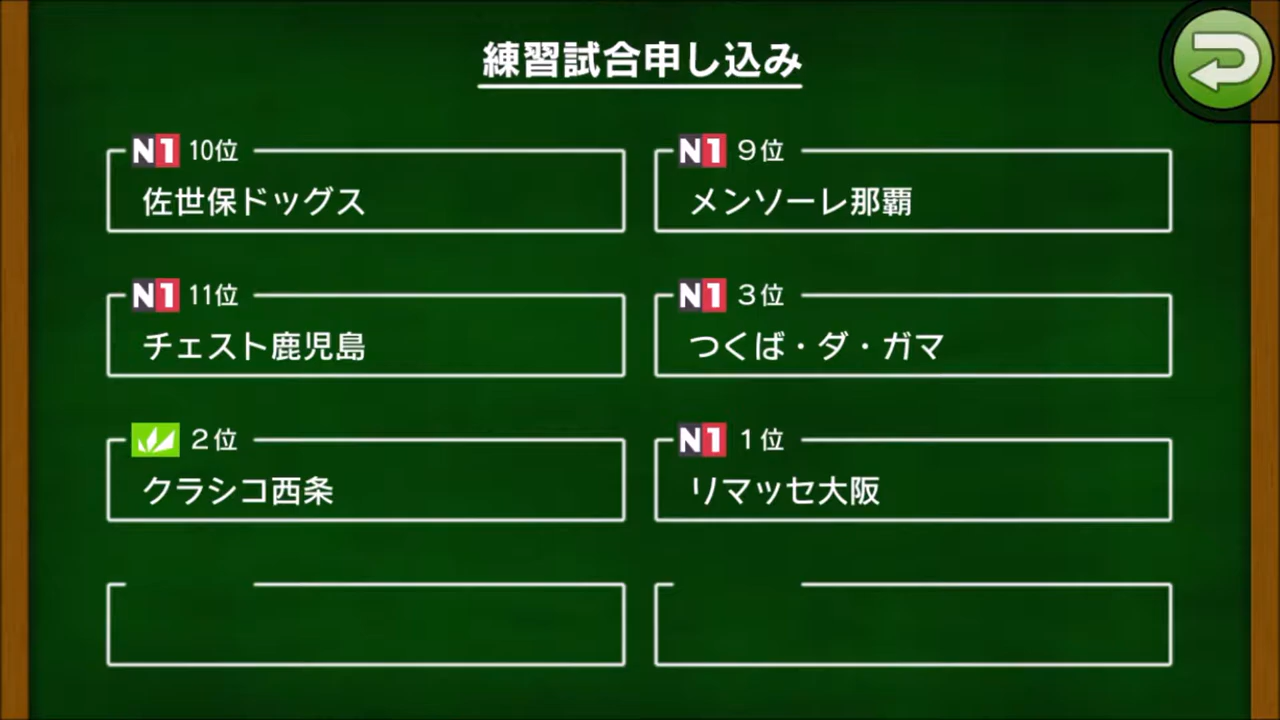 練習試合申し込み
N1 10位
佐世保ドッグス
N1 9位
メンソーレ那覇
N1 11位
チェスト鹿児島
N1 3位
つくば・ダ・ガマ
2位
クラシコ西条
N1 1位
リマッセ大阪